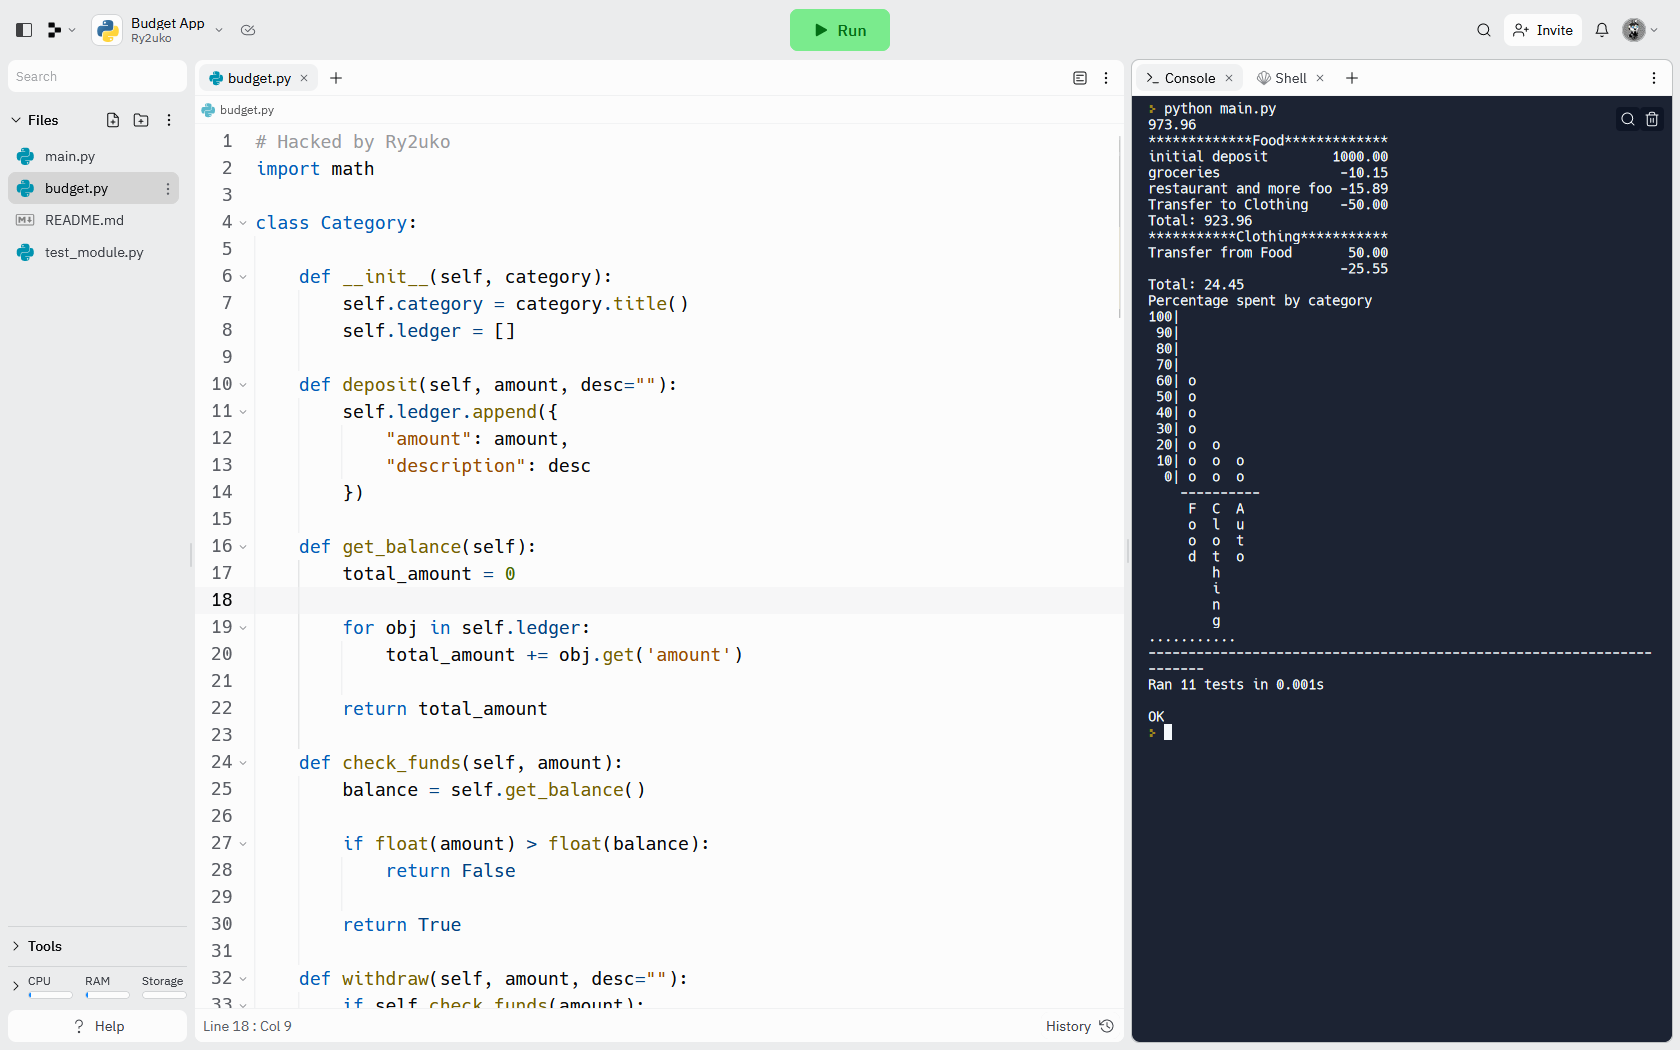 Budget App
Ry2uko
Run
Invite
Search
Files
main.py
budget.py
README.md
test_module.py
Tools
CPU RAM Storage
? Help
budget.py
budget.py
1 # Hacked by Ry2uko
2 import math
3
4 class Category:
5
6     def __init__(self, category):
7         self.category = category.title()
8         self.ledger = []
9
10     def deposit(self, amount, desc=""):
11         self.ledger.append({
12             "amount": amount,
13             "description": desc
14         })
15
16     def get_balance(self):
17         total_amount = 0
18
19         for obj in self.ledger:
20             total_amount += obj.get('amount')
21
22         return total_amount
23
24     def check_funds(self, amount):
25         balance = self.get_balance()
26
27         if float(amount) > float(balance):
28             return False
29
30         return True
31
32     def withdraw(self, amount, desc=""):
33         if self.check_funds(amount):
Line 18 : Col 9
History
Console
Shell
python main.py
973.96
*************Food*************
initial deposit        1000.00
groceries               -10.15
restaurant and more foo -15.89
Transfer to Clothing    -50.00
Total: 923.96
***********Clothing***********
Transfer from Food       50.00
                        -25.55
Total: 24.45
Percentage spent by category
100|
 90|
 80|
 70|
 60| o
 50| o
 40| o
 30| o
 20| o  o
 10| o  o  o
  0| o  o  o
    ----------
     F  C  A
     o  l  u
     o  o  t
     d  t  o
        h
        i
        n
        g
...........
---------------------------------------------------------------
-------
Ran 11 tests in 0.001s
OK